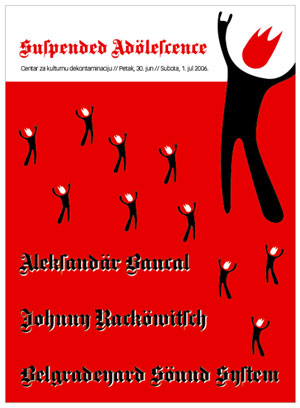 Suſpended Adöleſcence
Centar za kulturnu dekontaminaciju // Petak, 30. jun // Subota, 1. jul 2006.
Alekſandär Baucal
Johnny Racköwitſch
Belgradeyard Söund Syſtem